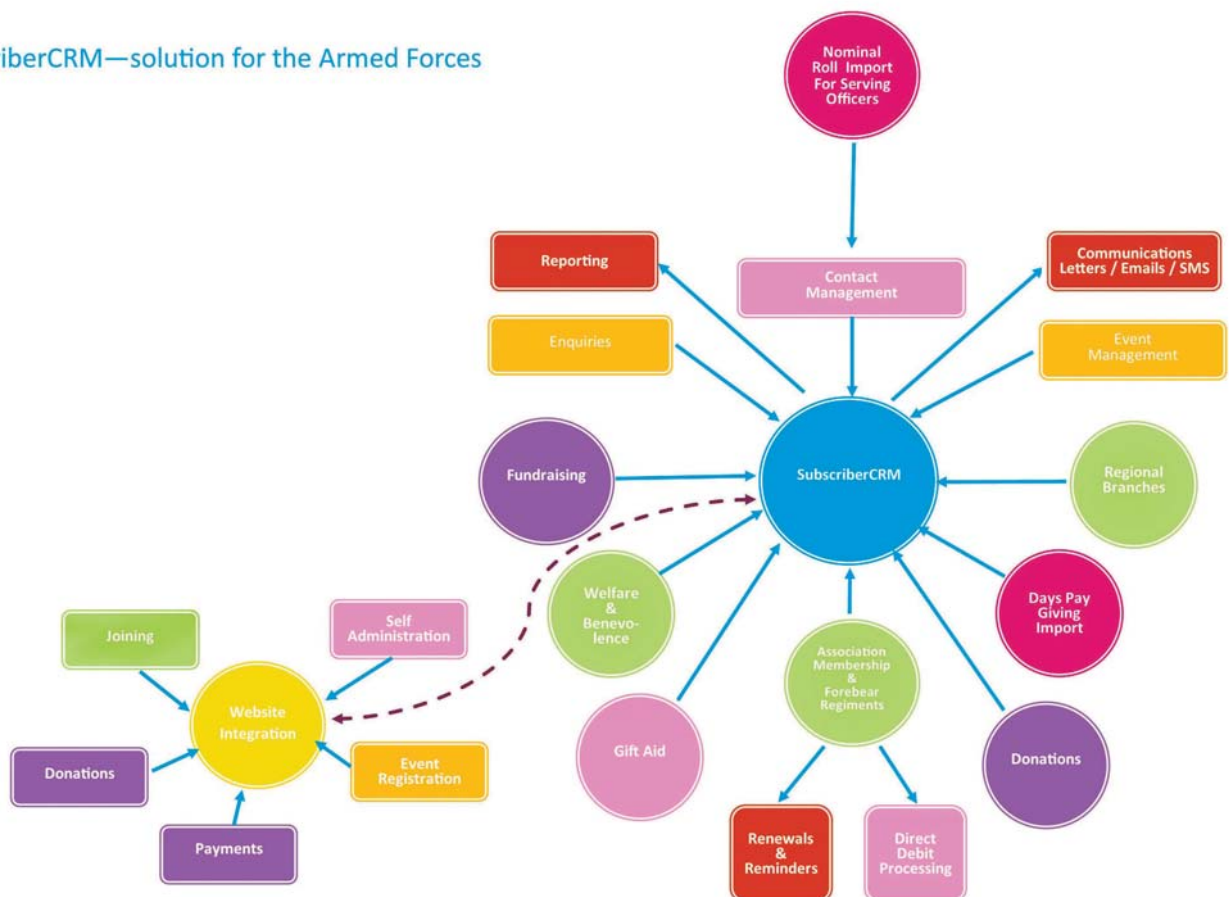 iberCRM—solution for the Armed Forces
Nominal
Roll Import
For Serving
Officers
Reporting
Contact
Management
Communications
Letters / Emails / SMS
Enquiries
Event
Management
Fundraising
SubscriberCRM
Regional
Branches
Welfare
&
Benevo-
lence
Days Pay
Giving
Import
Association
Membership
&
Forebear
Regiments
Joining
Self
Administration
Website
Integration
Gift Aid
Donations
Donations
Event
Registration
Payments
Renewals
&
Reminders
Direct
Debit
Processing